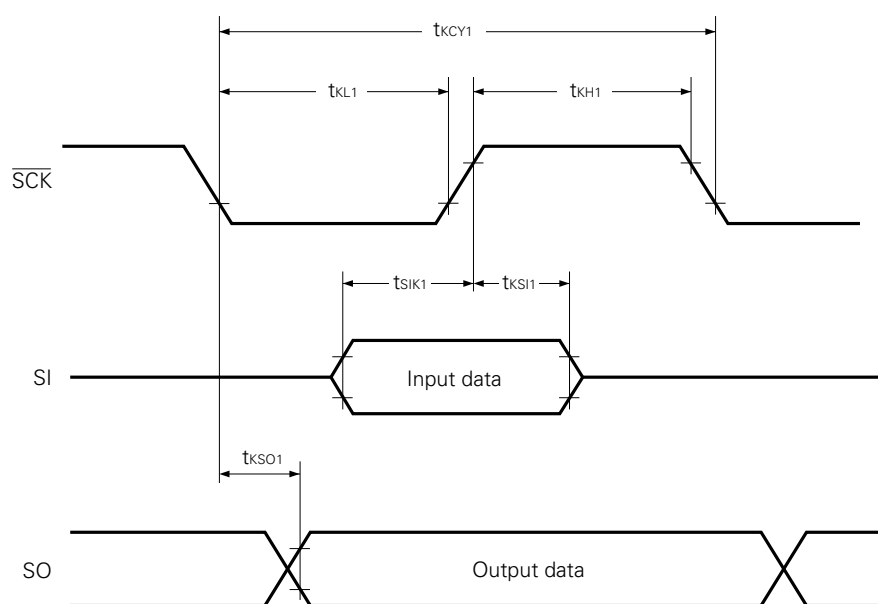 tKCY1
tKL1 tKH1
SCK
tSIK1 tKSI1
SI Input data
tKSO1
SO Output data